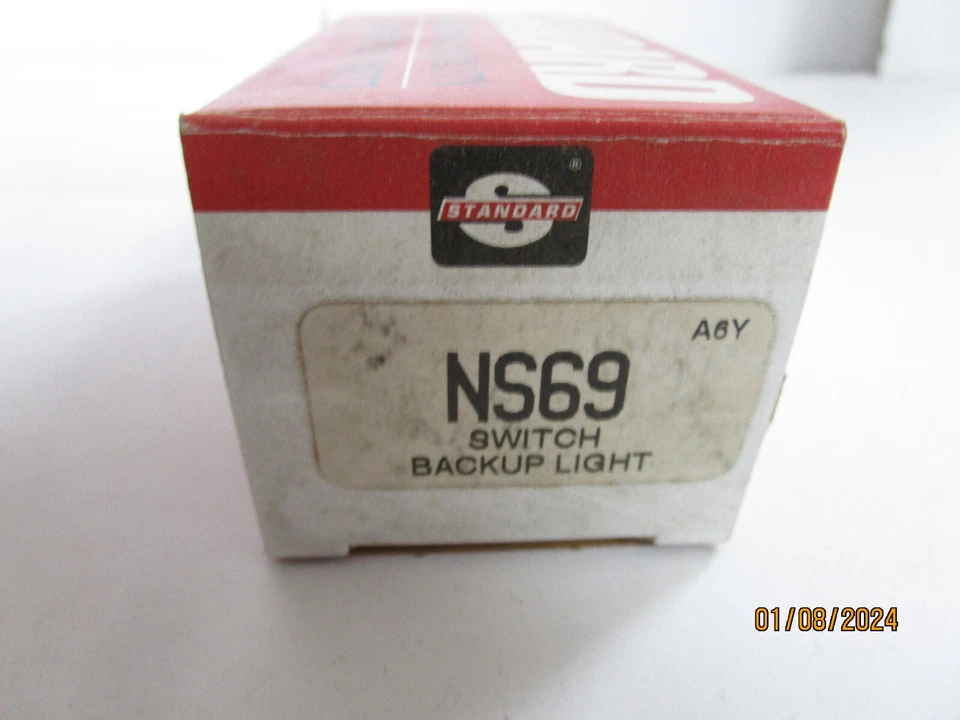 ®
STANDARD
A6Y
NS69
SWITCH
BACKUP LIGHT
01/08/2024